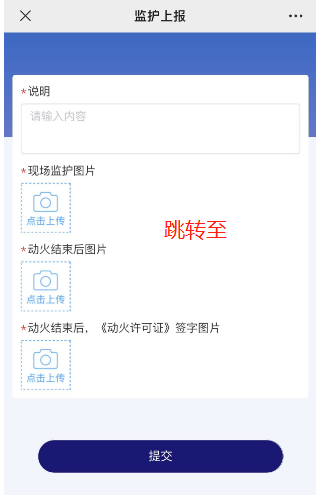 监护上报
*说明
请输入内容
*现场监护图片
点击上传
跳转至
*动火结束后图片
点击上传
*动火结束后，《动火许可证》签字图片
点击上传
提交